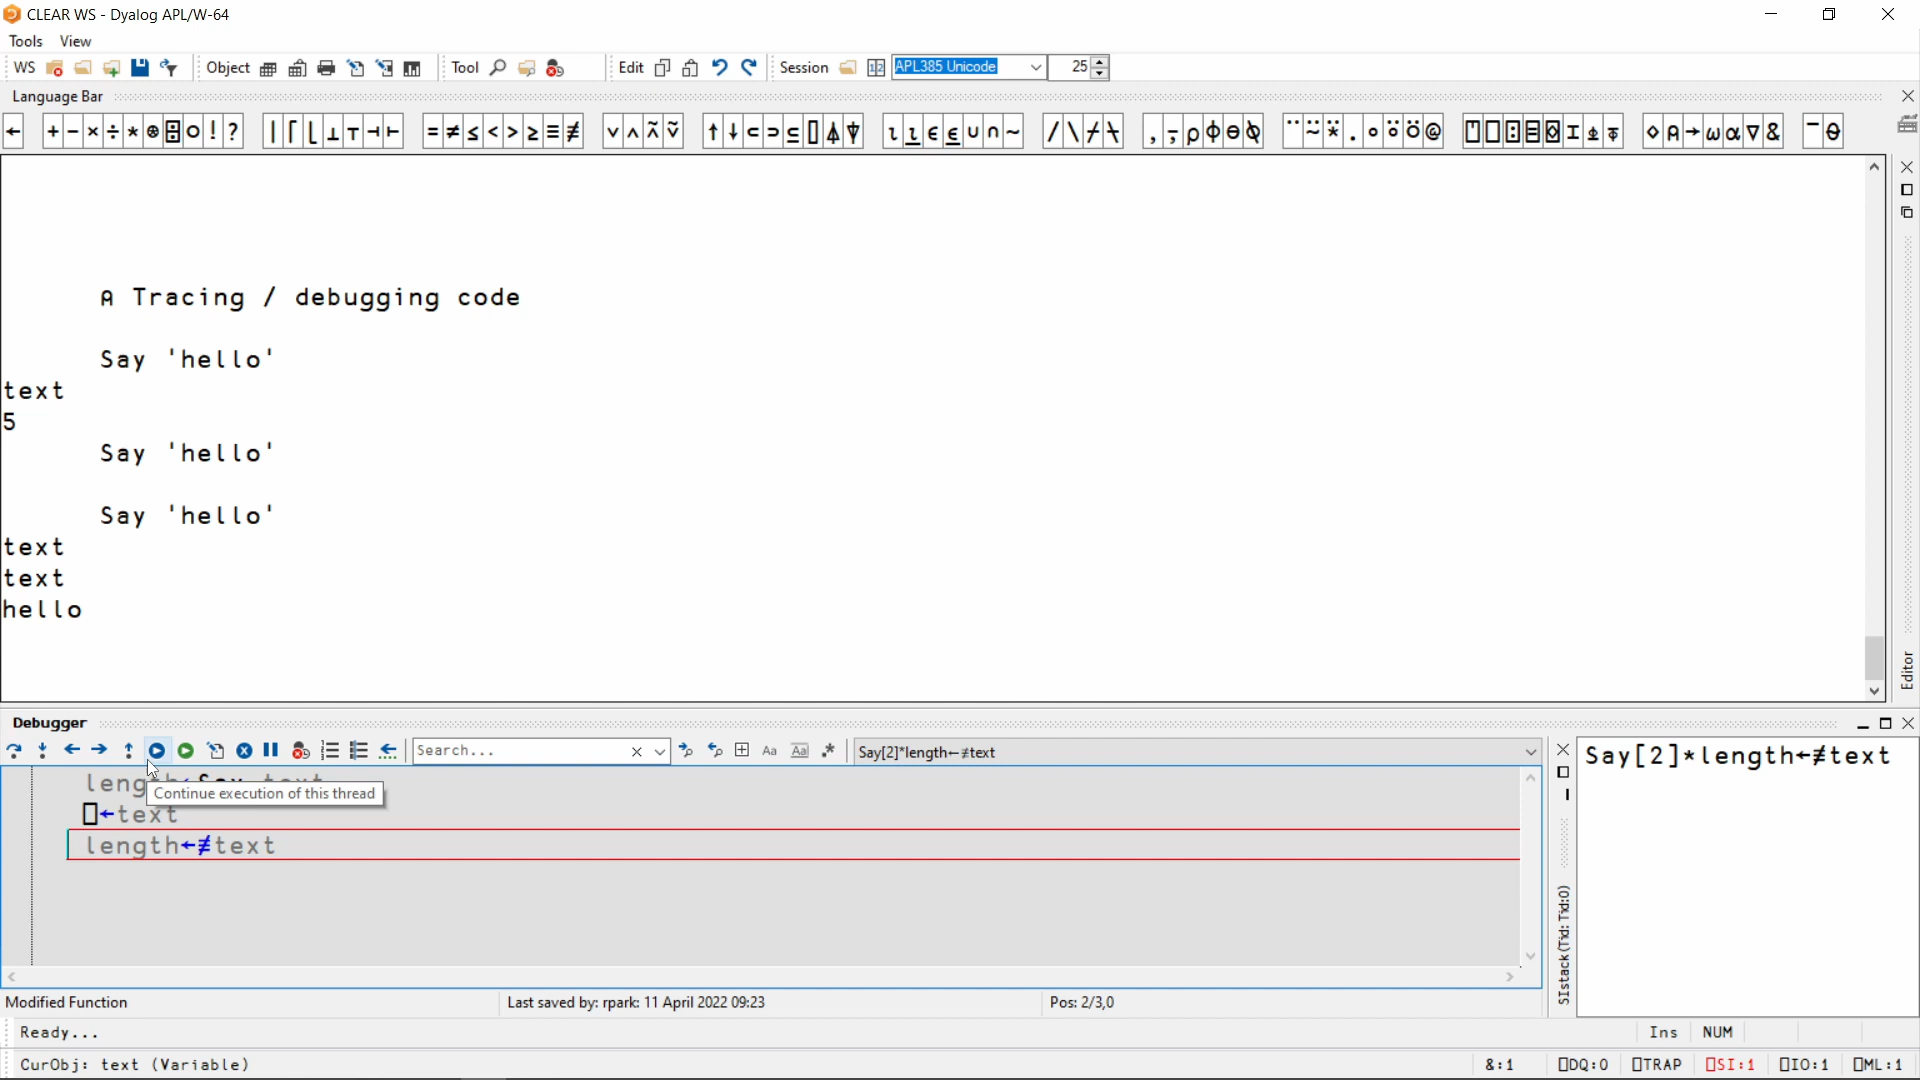 CLEAR WS - Dyalog APL/W-64
Tools View
WS Object Tool Edit Session APL385 Unicode 25
Language Bar
← + - × ÷ * ⍟ ⌹ ○ ! ? | ⌈ ⌊ ⊥ ⊤ ⊣ ⊢ = ≠ ≤ < > ≥ ≡ ≢ ∨ ∧ ⍲ ⍱ ↑ ↓ ⊂ ⊃ ⊆ ⌷ ⍋ ⍒ ⍳ ⍸ ∊ ⍷ ∪ ∩ ~ / \ ⌿ ⍀ , ⍪ ⍴ ⌽ ⊖ ⍉ ¨ ⍨ ⍣ . ∘ ⍤ ⍥ @ ⍞ ⎕ ⍠ ⌸ ⌺ ⌶ ⍎ ⍕ ⋄ ⍝ → ⍵ ⍺ ∇ & ¯ ⍬
⍝ Tracing / debugging code
Say 'hello'
text
5
Say 'hello'
Say 'hello'
text
text
hello
Editor
Debugger
Search... Say[2]*length←≢text
Say[2]*length←≢text
Continue execution of this thread
⎕←text
length←≢text
SIstack (Tid: Tid:0)
Modified Function Last saved by: rpark: 11 April 2022 09:23 Pos: 2/3,0
Ready... Ins NUM
CurObj: text (Variable) &:1 ⎕DQ:0 ⎕TRAP ⎕SI:1 ⎕IO:1 ⎕ML:1